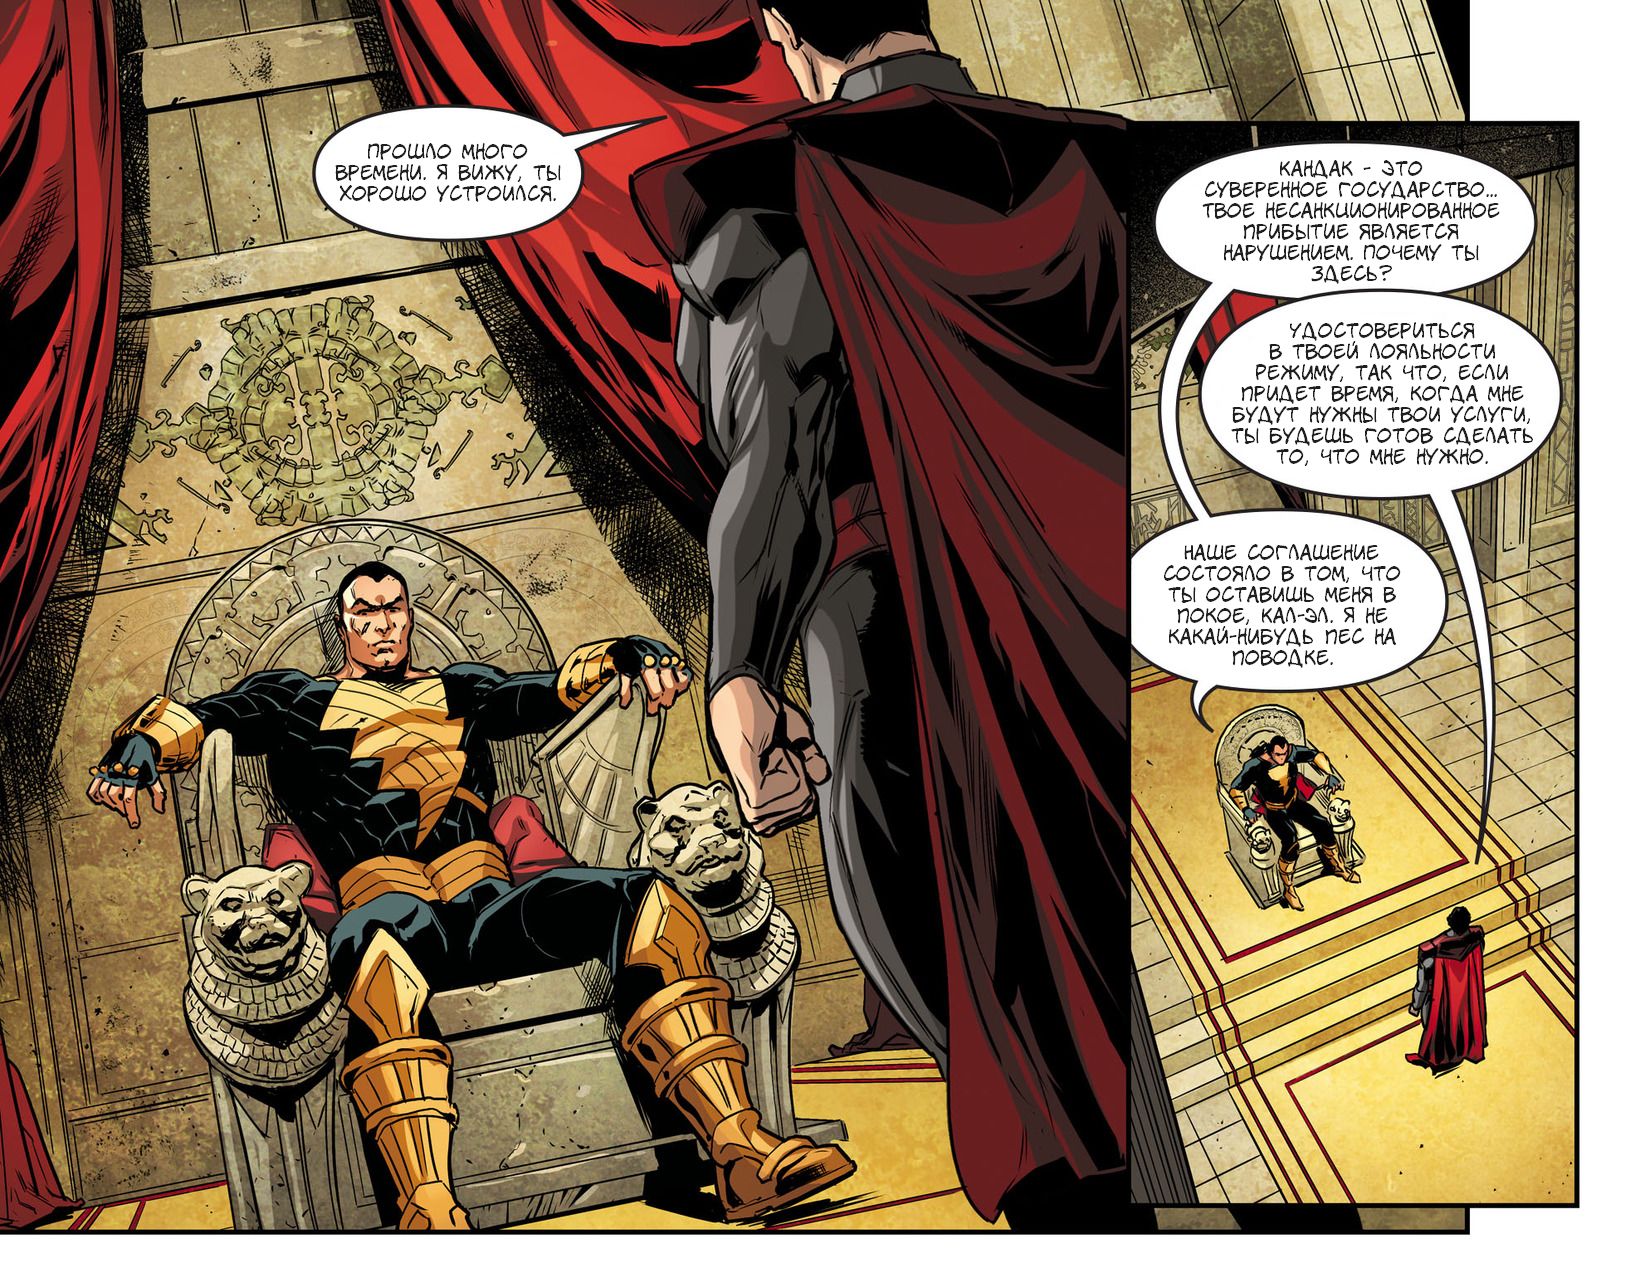 ПРОШЛО МНОГО
ВРЕМЕНИ. Я ВИЖУ, ТЫ
ХОРОШО УСТРОИЛСЯ.
КАНДАК - ЭТО
СУВЕРЕННОЕ ГОСУДАРСТВО...
ТВОЕ НЕСАНКЦИОНИРОВАННОЕ
ПРИБЫТИЕ ЯВЛЯЕТСЯ
НАРУШЕНИЕМ. ПОЧЕМУ ТЫ
ЗДЕСЬ?
УДОСТОВЕРИТЬСЯ
В ТВОЕЙ ЛОЯЛЬНОСТИ
РЕЖИМУ, ТАК ЧТО, ЕСЛИ
ПРИДЕТ ВРЕМЯ, КОГДА МНЕ
БУДУТ НУЖНЫ ТВОИ УСЛУГИ,
ТЫ БУДЕШЬ ГОТОВ СДЕЛАТЬ
ТО, ЧТО МНЕ НУЖНО.
НАШЕ СОГЛАШЕНИЕ
СОСТОЯЛО В ТОМ, ЧТО
ТЫ ОСТАВИШЬ МЕНЯ В
ПОКОЕ, КАЛ-ЭЛ. Я НЕ
КАКАЙ-НИБУДЬ ПЕС НА
ПОВОДКЕ.